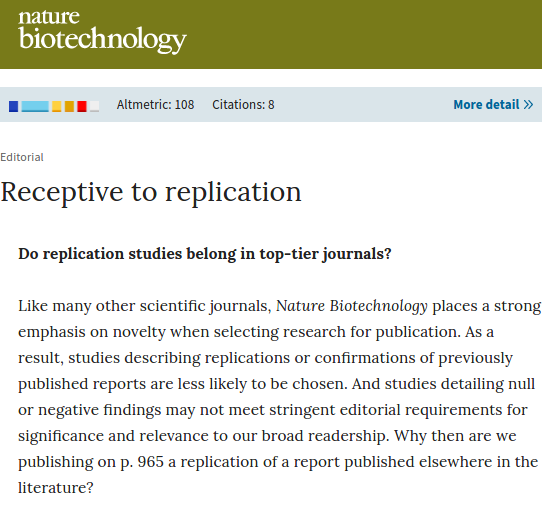 nature
biotechnology
Altmetric: 108 Citations: 8 More detail »
Editorial
Receptive to replication
Do replication studies belong in top-tier journals?
Like many other scientific journals, Nature Biotechnology places a strong
emphasis on novelty when selecting research for publication. As a
result, studies describing replications or confirmations of previously
published reports are less likely to be chosen. And studies detailing null
or negative findings may not meet stringent editorial requirements for
significance and relevance to our broad readership. Why then are we
publishing on p. 965 a replication of a report published elsewhere in the
literature?